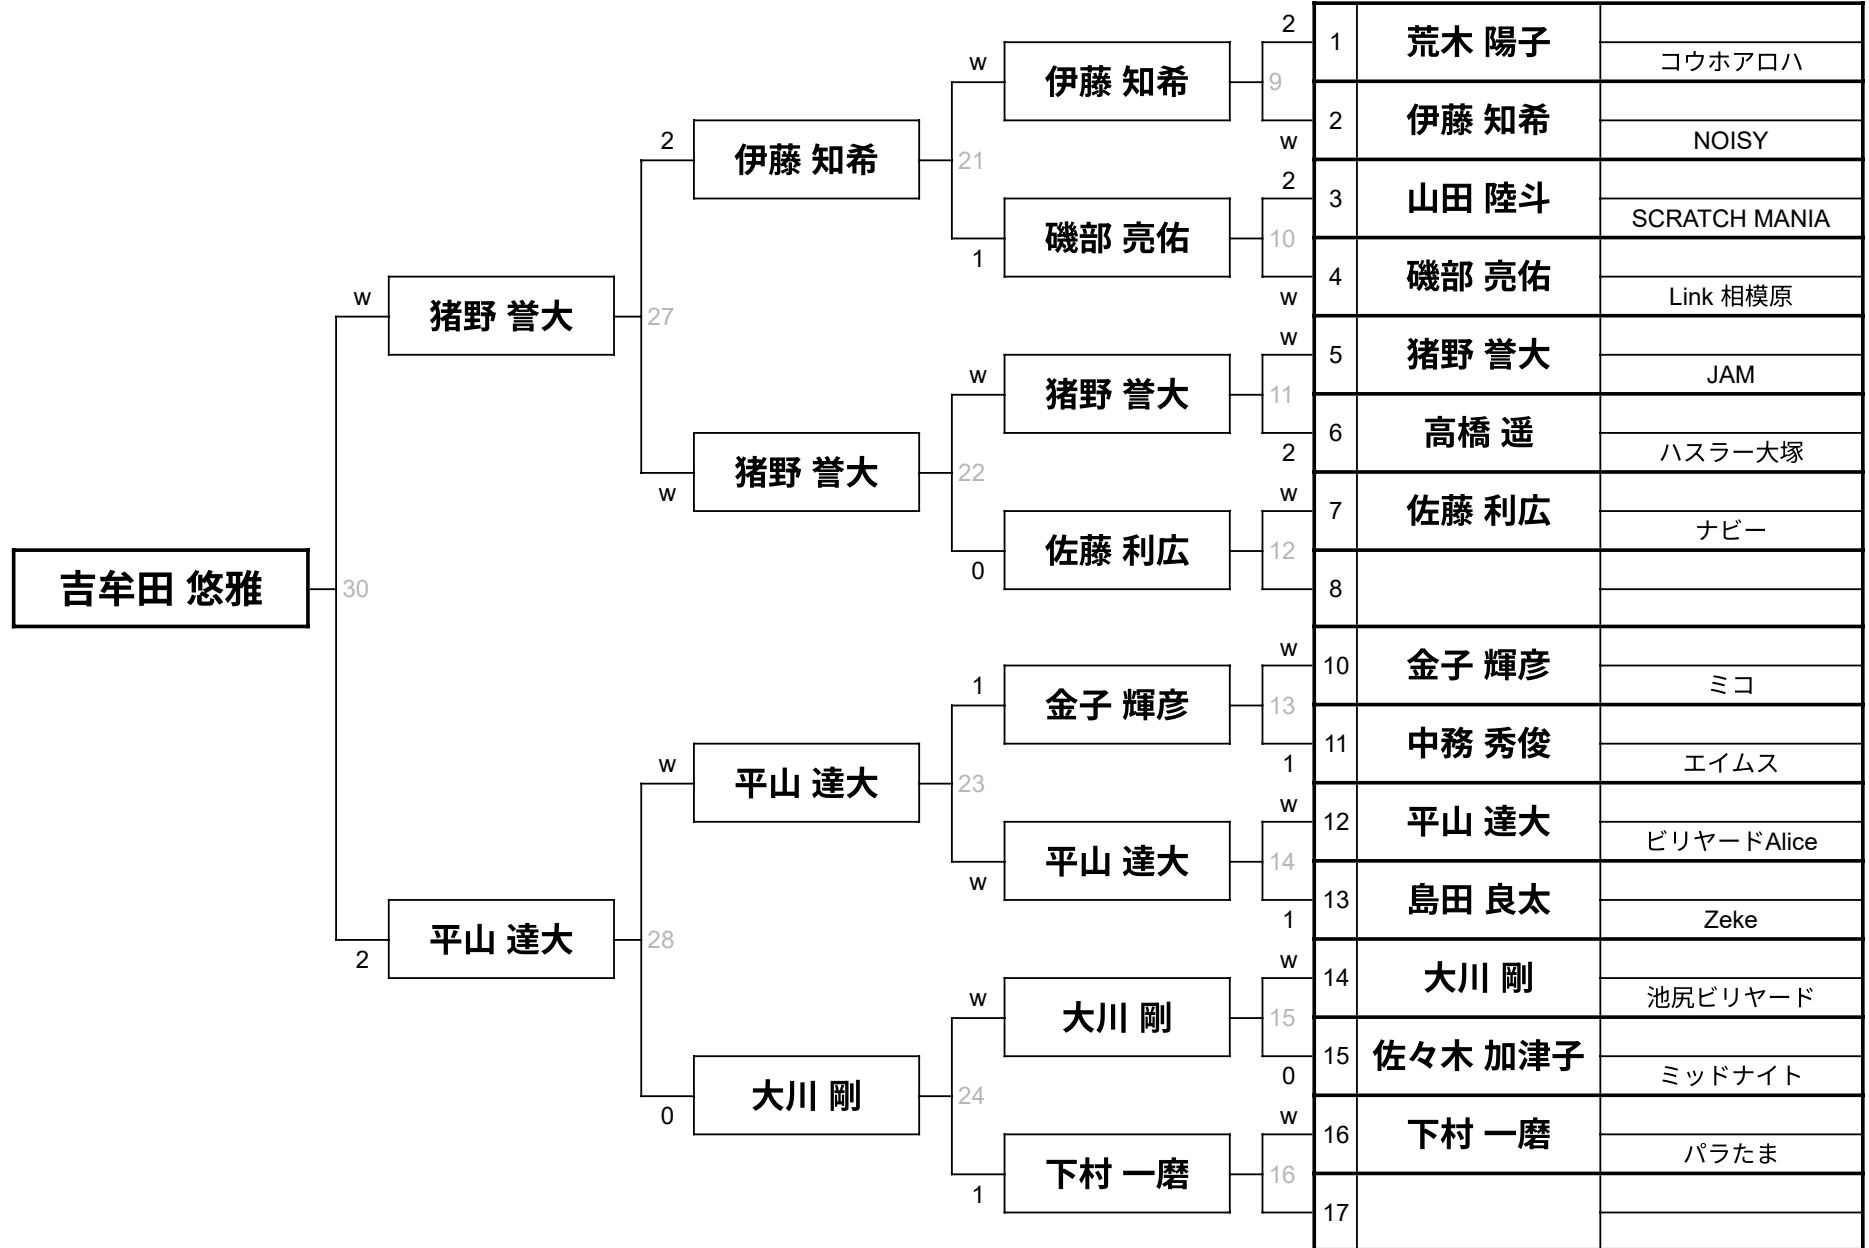 2
1 荒木 陽子
コウホアロハ
w 伊藤 知希 9
2 伊藤 知希
NOISY
w
2 伊藤 知希 21
2
3 山田 陸斗
SCRATCH MANIA
1 磯部 亮佑 10
4 磯部 亮佑
Link 相模原
w
w 猪野 誉大 27
w
5 猪野 誉大
JAM
w 猪野 誉大 11
6 高橋 遥
ハスラー大塚
2
w 猪野 誉大 22
w
7 佐藤 利広
ナビー
0 佐藤 利広 12
8
吉牟田 悠雅 30
w
10 金子 輝彦
ミコ
1 金子 輝彦 13
11 中務 秀俊
エイムス
1
w 平山 達大 23
w
12 平山 達大
ビリヤードAlice
w 平山 達大 14
13 島田 良太
Zeke
1
2 平山 達大 28
w
14 大川 剛
池尻ビリヤード
w 大川 剛 15
15 佐々木 加津子
ミッドナイト
0
0 大川 剛 24
w
16 下村 一磨
パラたま
1 下村 一磨 16
17